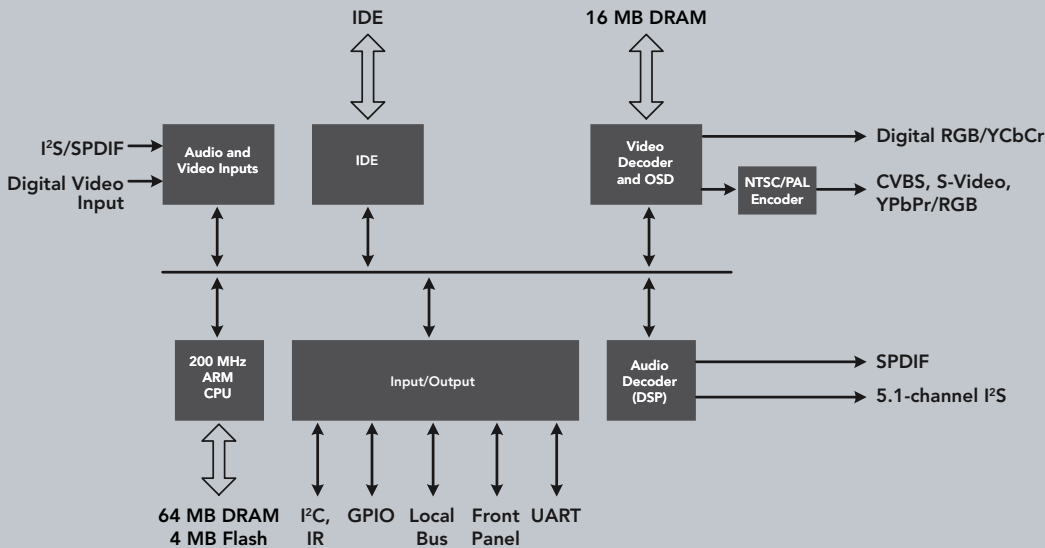 IDE
16 MB DRAM
I²S/SPDIF
Digital Video
Input
Audio and
Video Inputs
IDE
Video
Decoder
and OSD
Digital RGB/YCbCr
NTSC/PAL
Encoder
CVBS, S-Video,
YPbPr/RGB
200 MHz
ARM
CPU
Input/Output
Audio
Decoder
(DSP)
SPDIF
5.1-channel I²S
64 MB DRAM
4 MB Flash
I²C,
IR
GPIO
Local
Bus
Front
Panel
UART